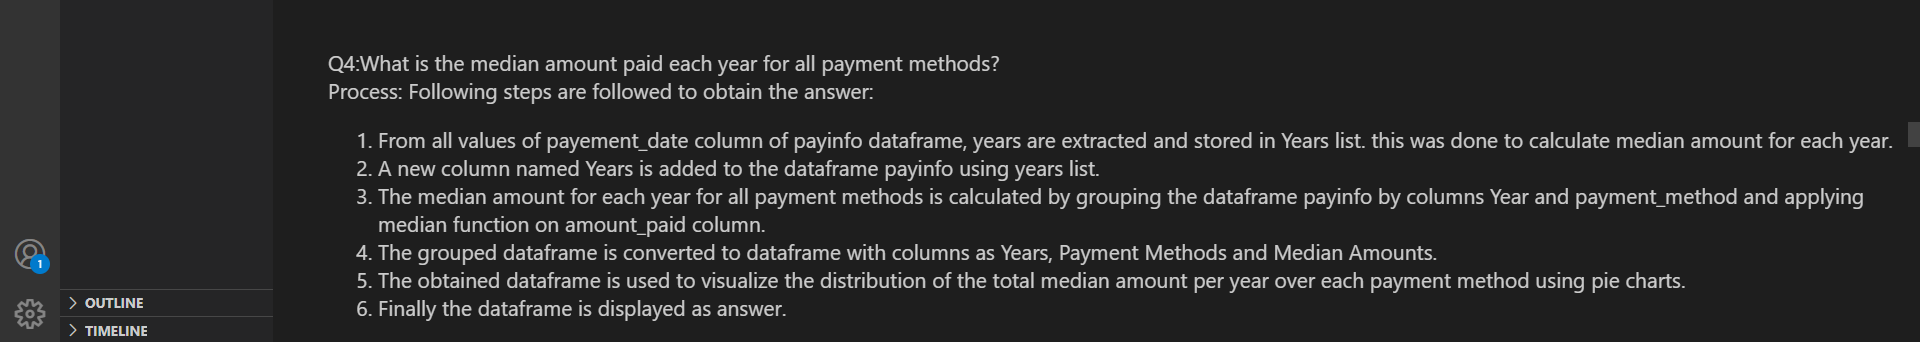 Q4:What is the median amount paid each year for all payment methods?
Process: Following steps are followed to obtain the answer:
1. From all values of payement_date column of payinfo dataframe, years are extracted and stored in Years list. this was done to calculate median amount for each year.
2. A new column named Years is added to the dataframe payinfo using years list.
3. The median amount for each year for all payment methods is calculated by grouping the dataframe payinfo by columns Year and payment_method and applying
median function on amount_paid column.
4. The grouped dataframe is converted to dataframe with columns as Years, Payment Methods and Median Amounts.
5. The obtained dataframe is used to visualize the distribution of the total median amount per year over each payment method using pie charts.
6. Finally the dataframe is displayed as answer.
1
OUTLINE
TIMELINE